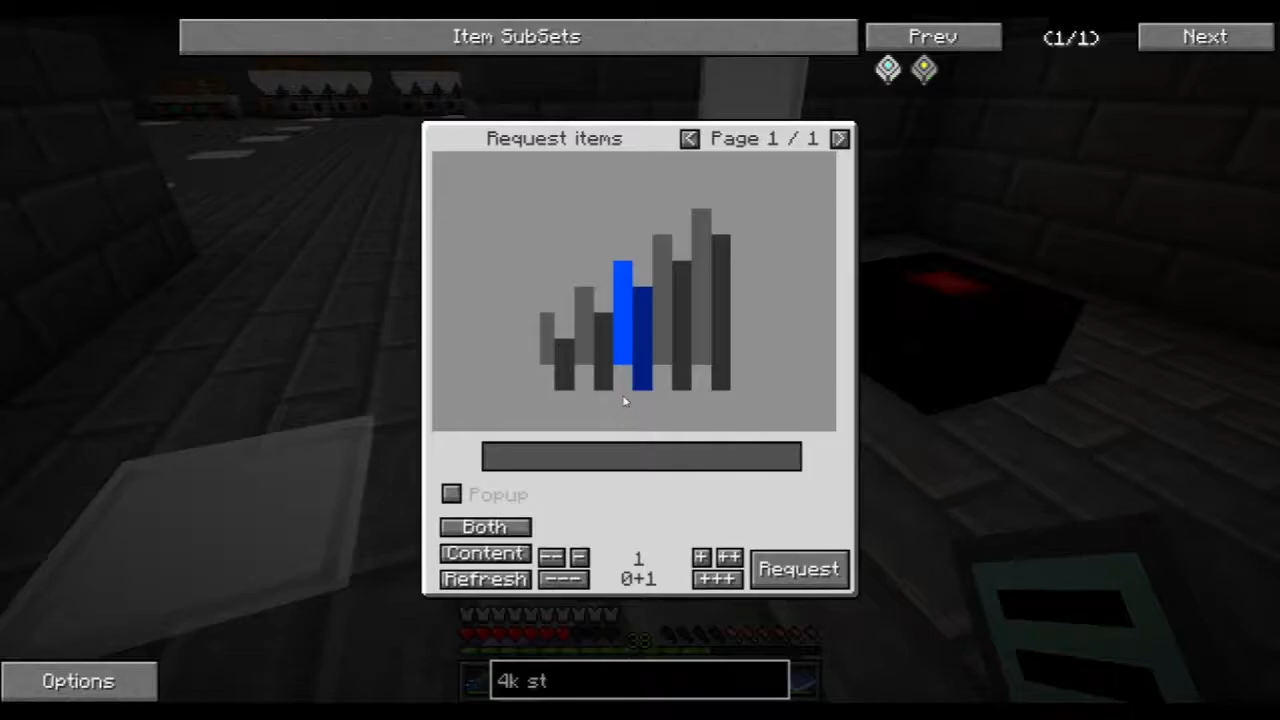 Item SubSets
Prev
(1/1)
Next
Request items
Page 1 / 1
Popup
Both
Content
Refresh
-- -
---
1
0+1
+ ++
+++
Request
38
Options
4k st